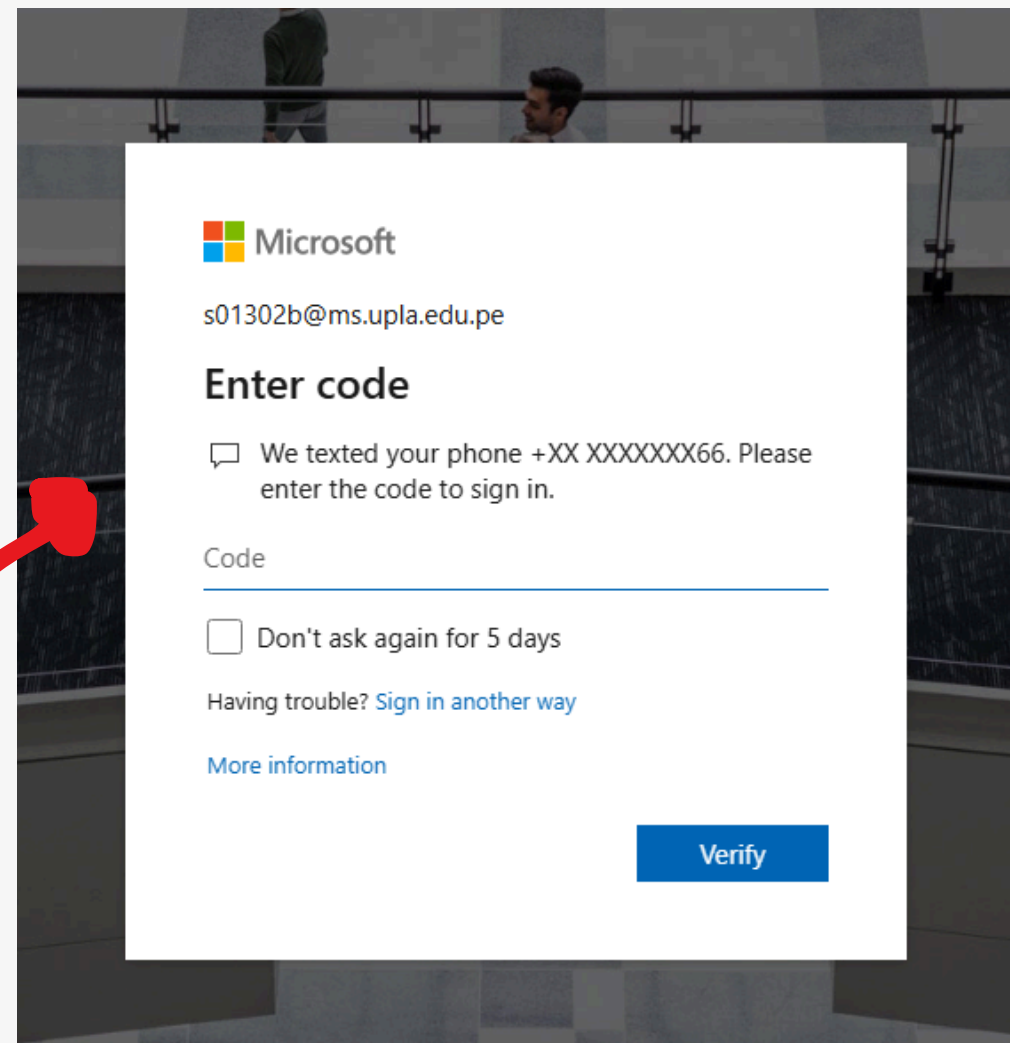 Microsoft
s01302b@ms.upla.edu.pe
Enter code
We texted your phone +XX XXXXXXX66. Please
enter the code to sign in.
Code
Don't ask again for 5 days
Having trouble? Sign in another way
More information
Verify